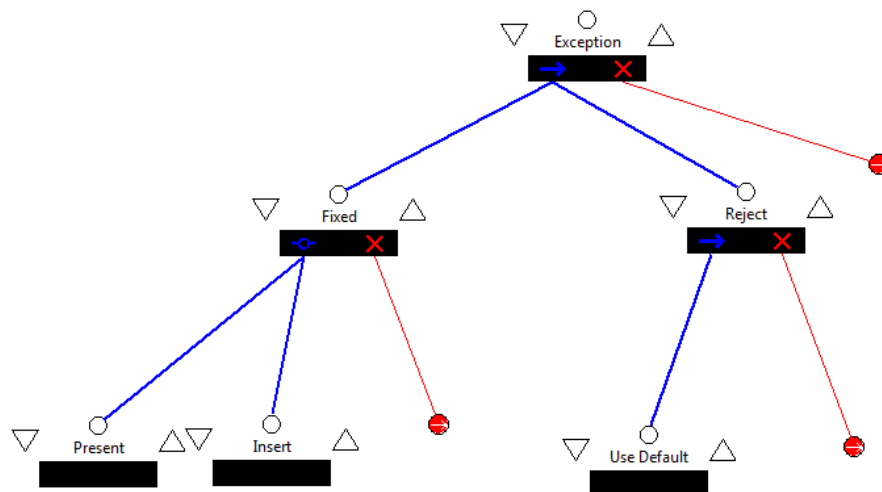 Exception
Fixed
Reject
Present
Insert
Use Default